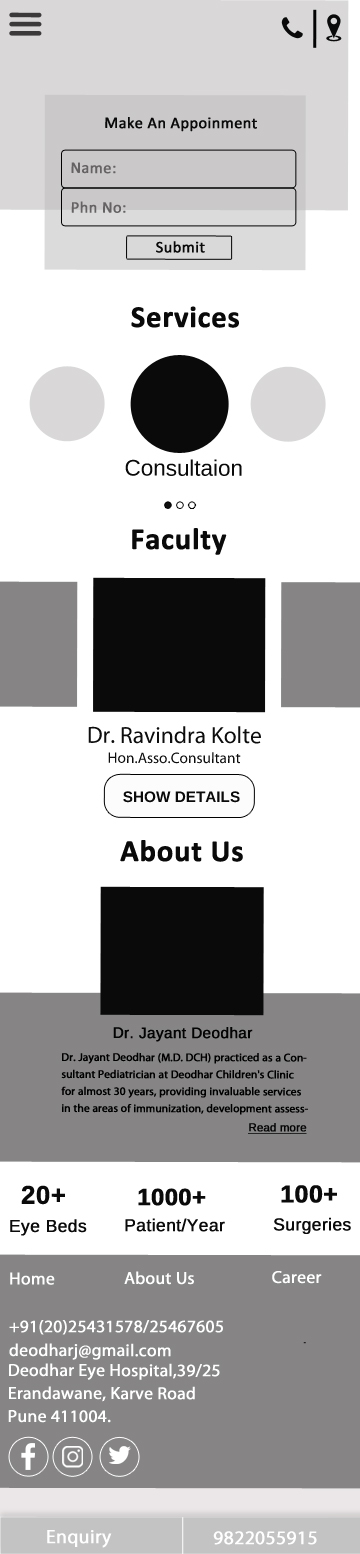 Make An Appoinment
Name:
Phn No:
Submit
Services
Consultaion
Faculty
Dr. Ravindra Kolte
Hon.Asso.Consultant
SHOW DETAILS
About Us
Dr. Jayant Deodhar
Dr. Jayant Deodhar (M.D. DCH) practiced as a Con-
sultant Pediatrician at Deodhar Children's Clinic
for almost 30 years, providing invaluable services
in the areas of immunization, development assess-
Read more
20+ 1000+ 100+
Eye Beds Patient/Year Surgeries
Home About Us Career
+91(20)25431578/25467605
deodharj@gmail.com
Deodhar Eye Hospital,39/25
Erandawane, Karve Road
Pune 411004.
Enquiry 9822055915